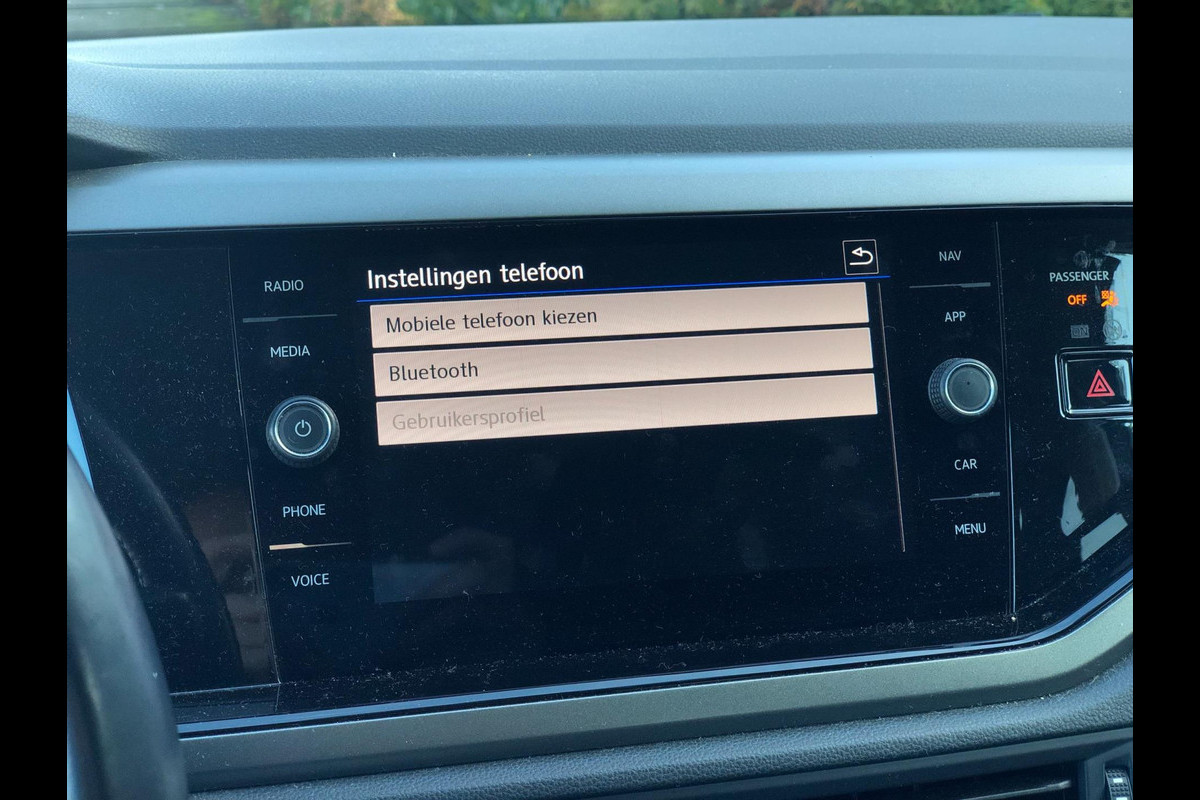 RADIO
MEDIA
PHONE
VOICE
Instellingen telefoon
Mobiele telefoon kiezen
Bluetooth
Gebruikersprofiel
NAV
APP
CAR
MENU
PASSENGER
OFF